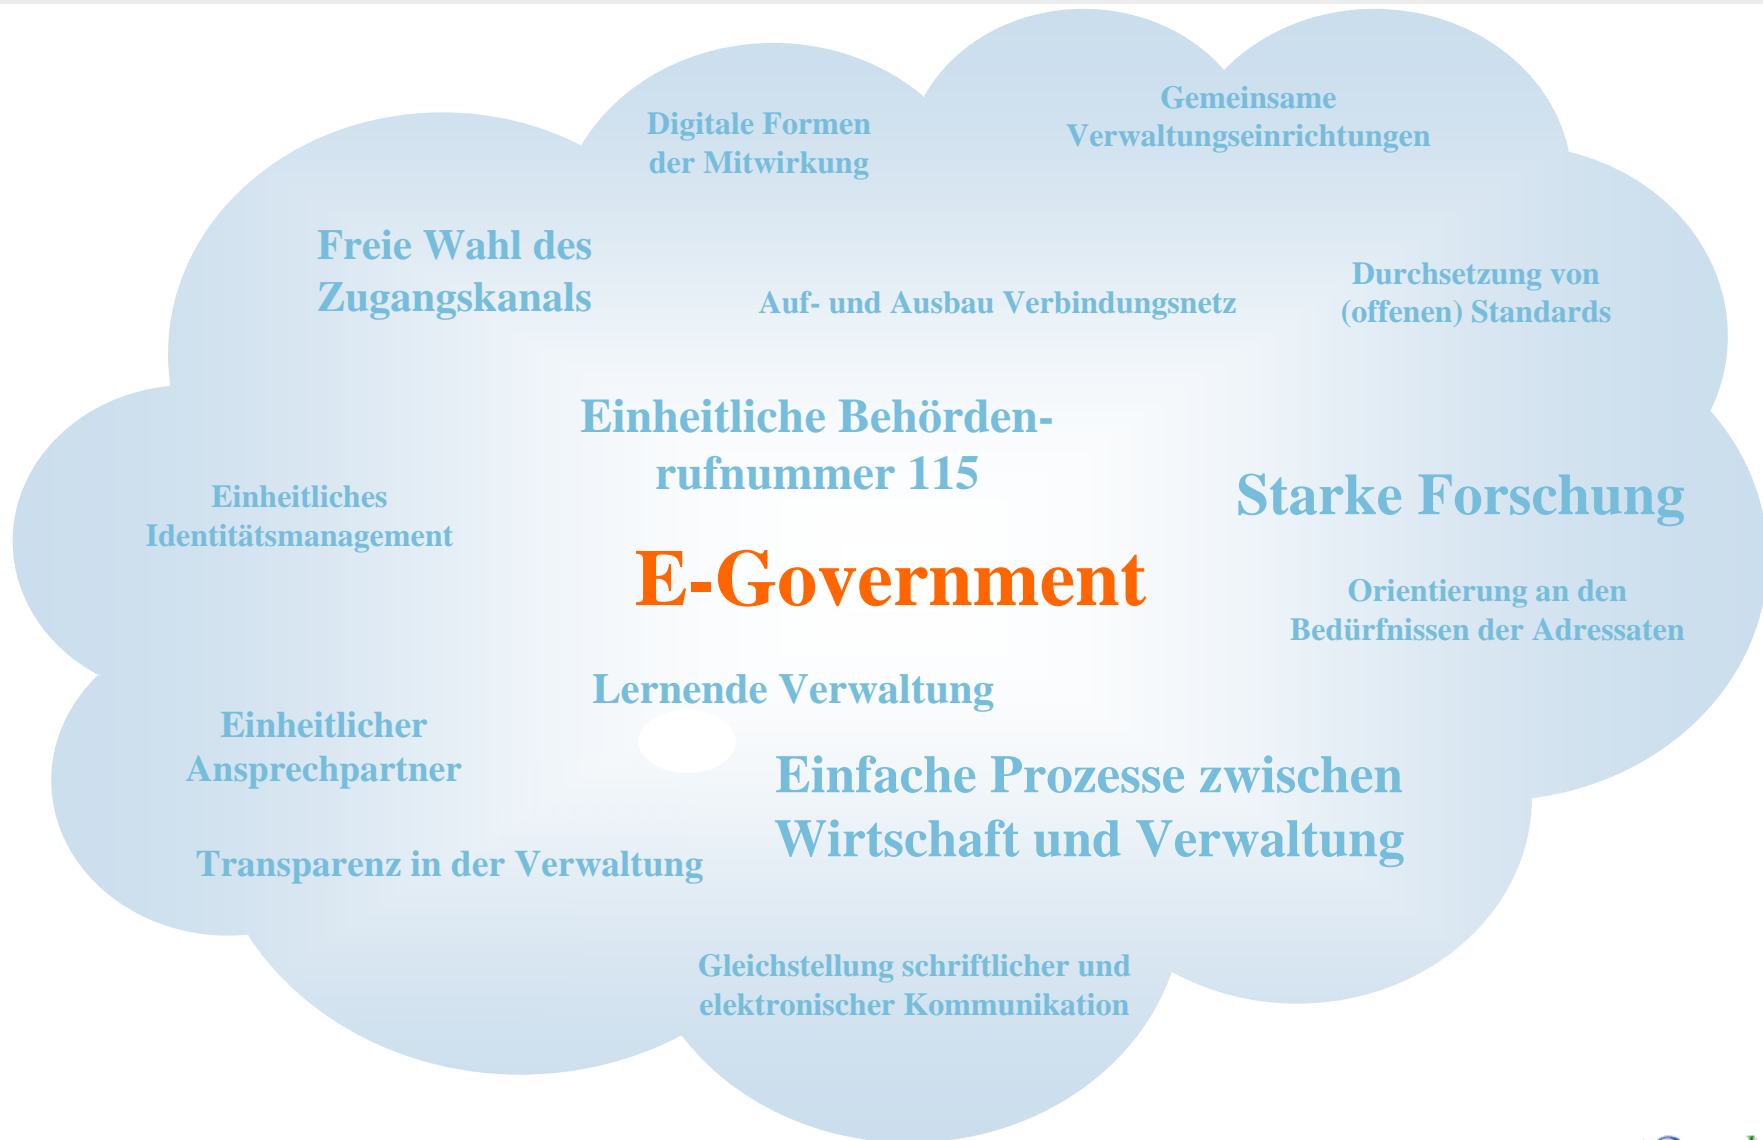 Digitale Formen
der Mitwirkung
Gemeinsame
Verwaltungseinrichtungen
Freie Wahl des
Zugangskanals
Auf- und Ausbau Verbindungsnetz
Durchsetzung von
(offenen) Standards
Einheitliche Behörden-
rufnummer 115
Einheitliches
Identitätsmanagement
Starke Forschung
E-Government
Orientierung an den
Bedürfnissen der Adressaten
Lernende Verwaltung
Einheitlicher
Ansprechpartner
Einfache Prozesse zwischen
Wirtschaft und Verwaltung
Transparenz in der Verwaltung
Gleichstellung schriftlicher und
elektronischer Kommunikation